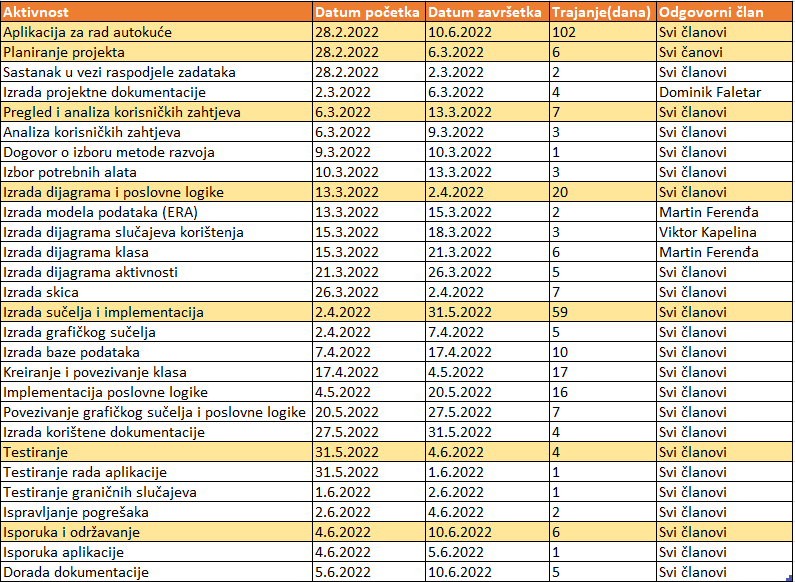 Aktivnost Datum početka Datum završetka Trajanje(dana) Odgovorni član
Aplikacija za rad autokuće 28.2.2022 10.6.2022 102 Svi članovi
Planiranje projekta 28.2.2022 6.3.2022 6 Svi čanovi
Sastanak u vezi raspodjele zadataka 28.2.2022 2.3.2022 2 Svi članovi
Izrada projektne dokumentacije 2.3.2022 6.3.2022 4 Dominik Faletar
Pregled i analiza korisničkih zahtjeva 6.3.2022 13.3.2022 7 Svi članovi
Analiza korisničkih zahtjeva 6.3.2022 9.3.2022 3 Svi članovi
Dogovor o izboru metode razvoja 9.3.2022 10.3.2022 1 Svi članovi
Izbor potrebnih alata 10.3.2022 13.3.2022 3 Svi članovi
Izrada dijagrama i poslovne logike 13.3.2022 2.4.2022 20 Svi članovi
Izrada modela podataka (ERA) 13.3.2022 15.3.2022 2 Martin Ferenđa
Izrada dijagrama slučajeva korištenja 15.3.2022 18.3.2022 3 Viktor Kapelina
Izrada dijagrama klasa 15.3.2022 21.3.2022 6 Martin Ferenđa
Izrada dijagrama aktivnosti 21.3.2022 26.3.2022 5 Svi članovi
Izrada skica 26.3.2022 2.4.2022 7 Svi članovi
Izrada sučelja i implementacija 2.4.2022 31.5.2022 59 Svi članovi
Izrada grafičkog sučelja 2.4.2022 7.4.2022 5 Svi članovi
Izrada baze podataka 7.4.2022 17.4.2022 10 Svi članovi
Kreiranje i povezivanje klasa 17.4.2022 4.5.2022 17 Svi članovi
Implementacija poslovne logike 4.5.2022 20.5.2022 16 Svi članovi
Povezivanje grafičkog sučelja i poslovne logike 20.5.2022 27.5.2022 7 Svi članovi
Izrada korištene dokumentacije 27.5.2022 31.5.2022 4 Svi članovi
Testiranje 31.5.2022 4.6.2022 4 Svi članovi
Testiranje rada aplikacije 31.5.2022 1.6.2022 1 Svi članovi
Testiranje graničnih slučajeva 1.6.2022 2.6.2022 1 Svi članovi
Ispravljanje pogrešaka 2.6.2022 4.6.2022 2 Svi članovi
Isporuka i održavanje 4.6.2022 10.6.2022 6 Svi članovi
Isporuka aplikacije 4.6.2022 5.6.2022 1 Svi članovi
Dorada dokumentacije 5.6.2022 10.6.2022 5 Svi članovi